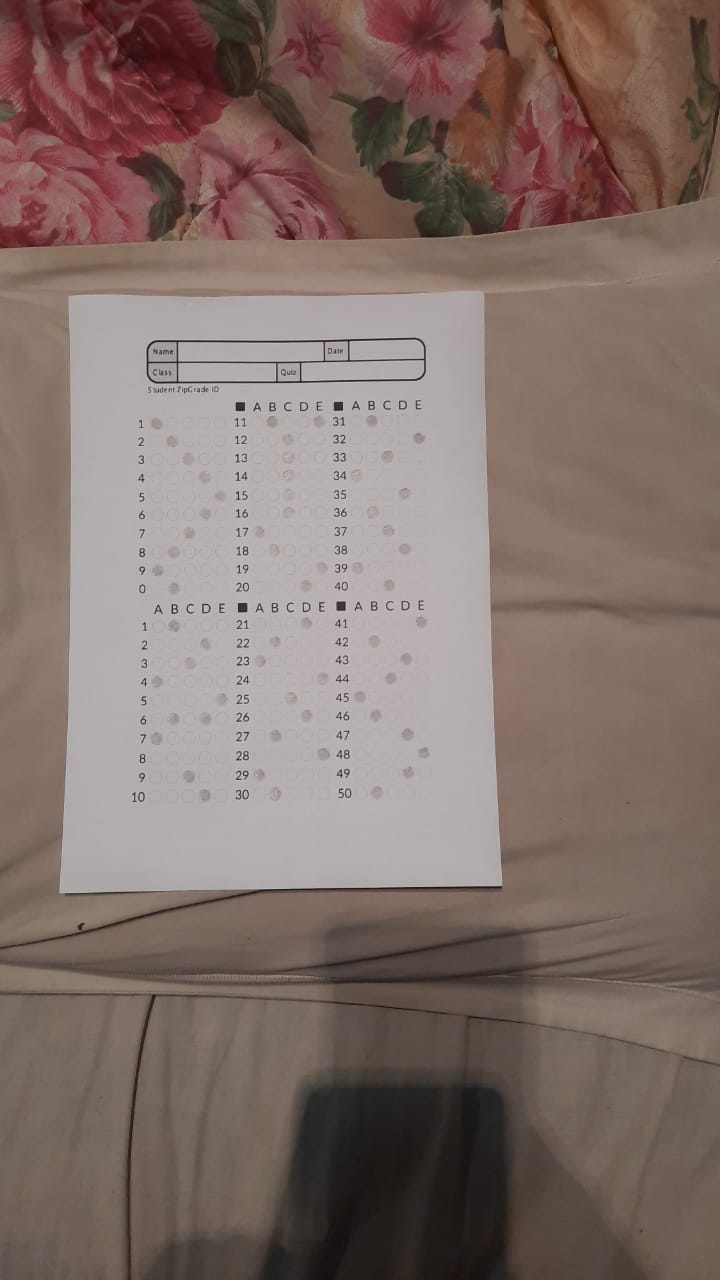 Name Date
Class Quiz
Student ZipGrade ID
■ A B C D E ■ A B C D E
1 11 31
2 12 32
3 13 33
4 14 34
5 15 35
6 16 36
7 17 37
8 18 38
9 19 39
0 20 40
A B C D E ■ A B C D E ■ A B C D E
1 21 41
2 22 42
3 23 43
4 24 44
5 25 45
6 26 46
7 27 47
8 28 48
9 29 49
10 30 50